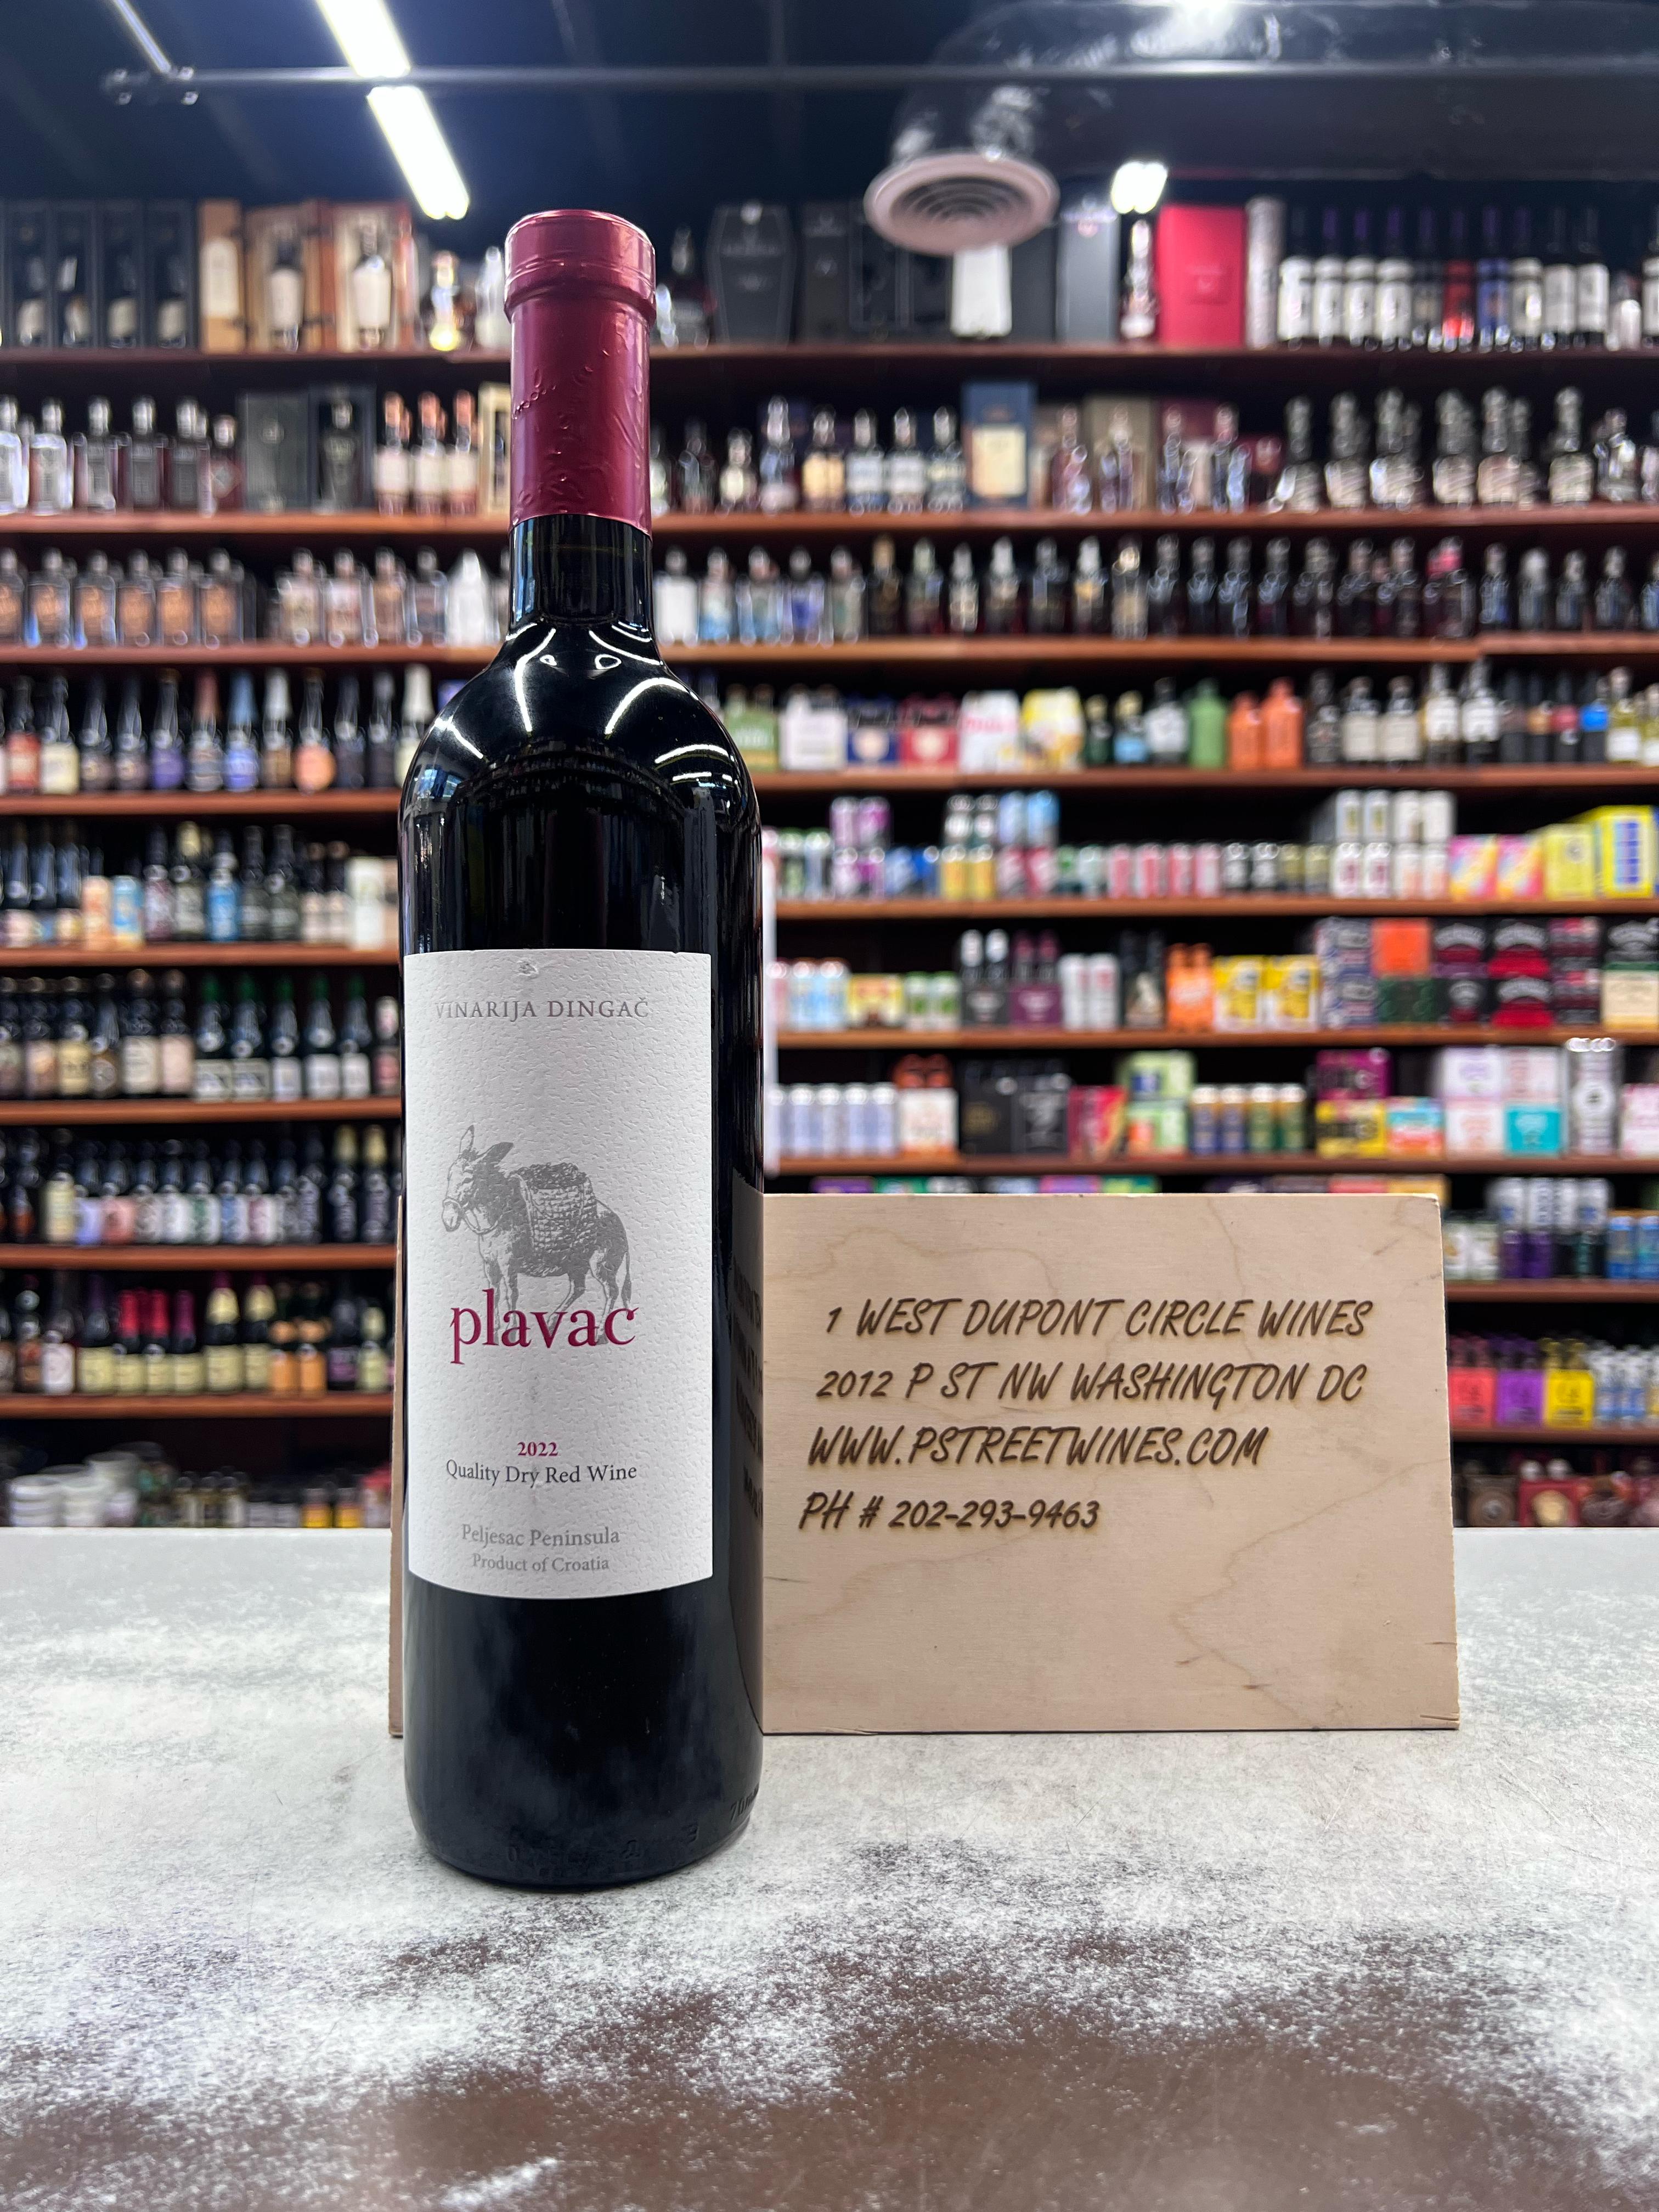 VINARIJA DINGAČ
plavac
2022
Quality Dry Red Wine
Peljesac Peninsula
Product of Croatia
1 WEST DUPONT CIRCLE WINES
2012 P ST NW WASHINGTON DC
WWW.PSTREETWINES.COM
PH # 202-293-9463